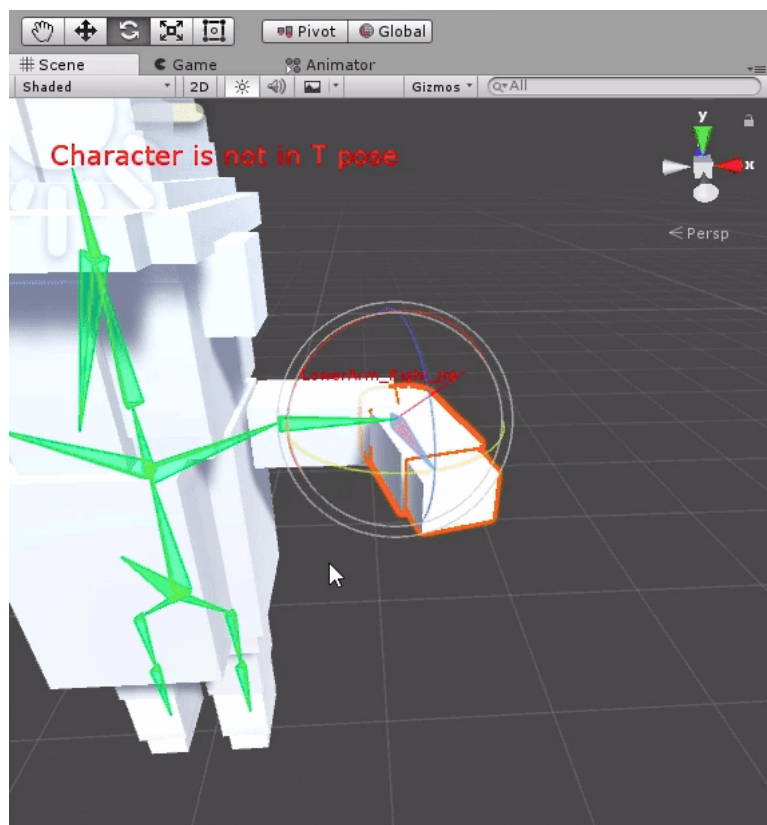 Pivot Global
Scene Game Animator
Shaded 2D Gizmos All
y
Character is not in T pose
x
Persp